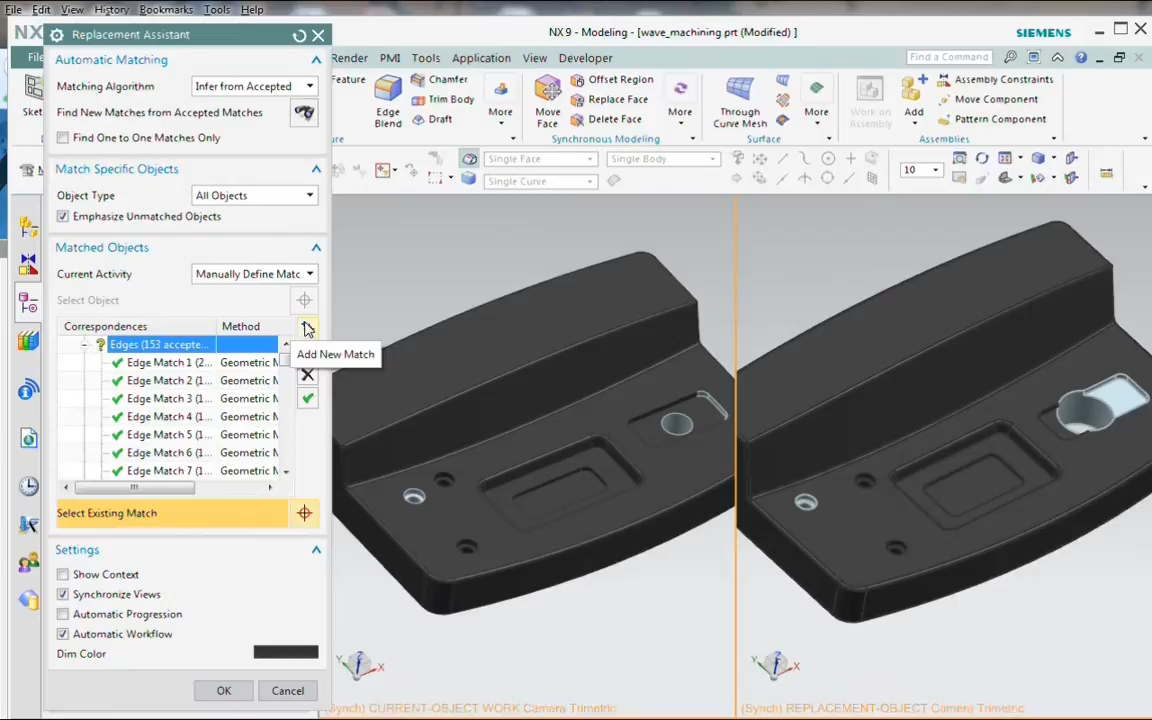 File Edit View History Bookmarks Tools Help
Replacement Assistant
NX 9 - Modeling - [wave_machining prt (Modified) ]
SIEMENS
NX
File
Render PMI Tools Application View Developer
Find a Command
Automatic Matching
Matching Algorithm Infer from Accepted
Find New Matches from Accepted Matches
Find One to One Matches Only
Match Specific Objects
Object Type All Objects
Emphasize Unmatched Objects
Matched Objects
Current Activity Manually Define Matc
Select Object
Correspondences Method
Edges (153 accepte...
Edge Match 1 (2... Geometric M
Edge Match 2 (1... Geometric M
Edge Match 3 (1... Geometric M
Edge Match 4 (1... Geometric M
Edge Match 5 (1... Geometric M
Edge Match 6 (1... Geometric M
Edge Match 7 (1... Geometric M
Select Existing Match
Settings
Show Context
Synchronize Views
Automatic Progression
Automatic Workflow
Dim Color
OK Cancel
Add New Match
Sket
Feature
Edge Blend
Chamfer
Trim Body
Draft
More
Move Face
Offset Region
Replace Face
Delete Face
More
Synchronous Modeling
Through Curve Mesh
More
Surface
Work on Assembly
Add
Assembly Constraints
Move Component
Pattern Component
Assemblies
Single Face Single Body
Single Curve
10
Y Z X
Y Z X
(Synch) CURRENT-OBJECT WORK Camera Trimetric
(Synch) REPLACEMENT-OBJECT Camera Trimetric